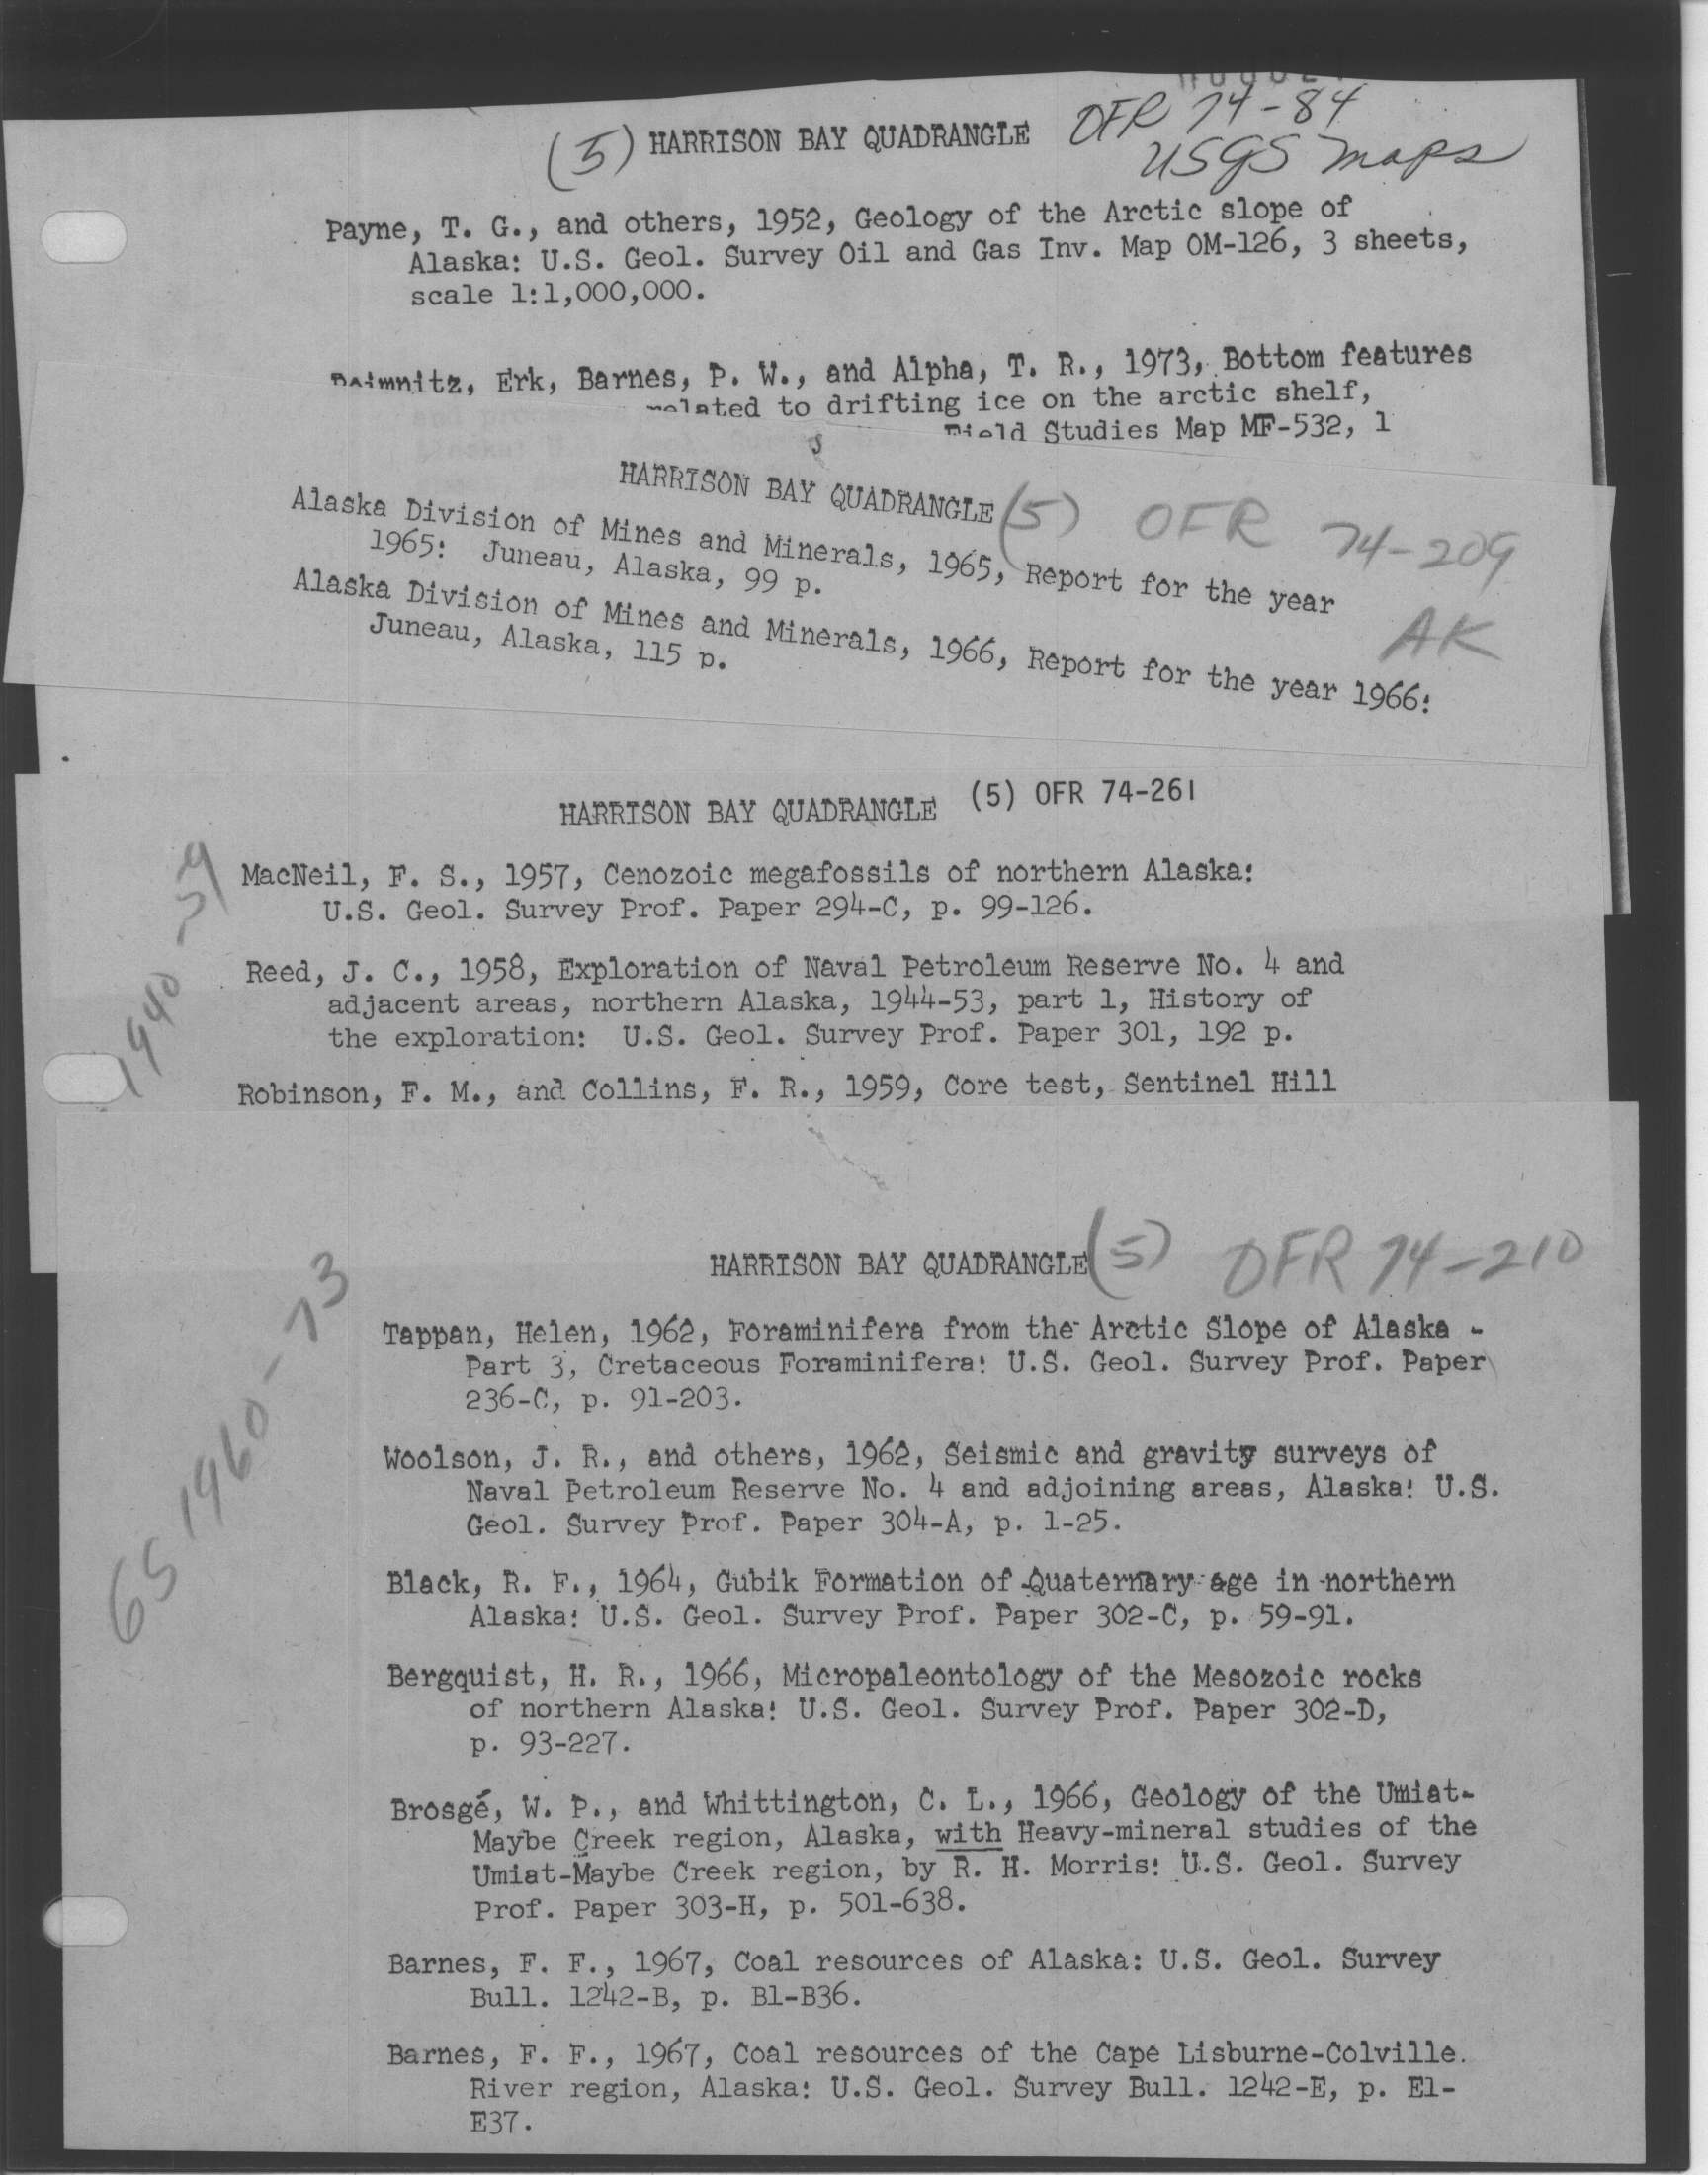 (5) HARRISON BAY QUADRANGLE OFR 74-84
USGS maps
Payne, T. G., and others, 1952, Geology of the Arctic slope of
Alaska: U.S. Geol. Survey Oil and Gas Inv. Map OM-126, 3 sheets,
scale 1:1,000,000.
Erk, Barnes, P. W., and Alpha, T. R., 1973, Bottom features
related to drifting ice on the arctic shelf,
Field Studies Map MF-532, 1
HARRISON BAY QUADRANGLE (5) OFR 74-209
AK
Alaska Division of Mines and Minerals, 1965, Report for the year
1965: Juneau, Alaska, 99 p.
Alaska Division of Mines and Minerals, 1966, Report for the year 1966:
Juneau, Alaska, 115 p.
HARRISON BAY QUADRANGLE (5) OFR 74-261
1940-59
MacNeil, F. S., 1957, Cenozoic megafossils of northern Alaska:
U.S. Geol. Survey Prof. Paper 294-C, p. 99-126.
Reed, J. C., 1958, Exploration of Naval Petroleum Reserve No. 4 and
adjacent areas, northern Alaska, 1944-53, part 1, History of
the exploration: U.S. Geol. Survey Prof. Paper 301, 192 p.
Robinson, F. M., and Collins, F. R., 1959, Core test, Sentinel Hill
HARRISON BAY QUADRANGLE (5) OFR 74-210
GS 1960-73
Tappan, Helen, 1962, Foraminifera from the Arctic Slope of Alaska -
Part 3, Cretaceous Foraminifera: U.S. Geol. Survey Prof. Paper
236-C, p. 91-203.
Woolson, J. R., and others, 1962, Seismic and gravity surveys of
Naval Petroleum Reserve No. 4 and adjoining areas, Alaska: U.S.
Geol. Survey Prof. Paper 304-A, p. 1-25.
Black, R. F., 1964, Gubik Formation of Quaternary age in northern
Alaska: U.S. Geol. Survey Prof. Paper 302-C, p. 59-91.
Bergquist, H. R., 1966, Micropaleontology of the Mesozoic rocks
of northern Alaska: U.S. Geol. Survey Prof. Paper 302-D,
p. 93-227.
Brosgé, W. P., and Whittington, C. L., 1966, Geology of the Umiat-
Maybe Creek region, Alaska, with Heavy-mineral studies of the
Umiat-Maybe Creek region, by R. H. Morris: U.S. Geol. Survey
Prof. Paper 303-H, p. 501-638.
Barnes, F. F., 1967, Coal resources of Alaska: U.S. Geol. Survey
Bull. 1242-B, p. B1-B36.
Barnes, F. F., 1967, Coal resources of the Cape Lisburne-Colville
River region, Alaska: U.S. Geol. Survey Bull. 1242-E, p. E1-
E37.